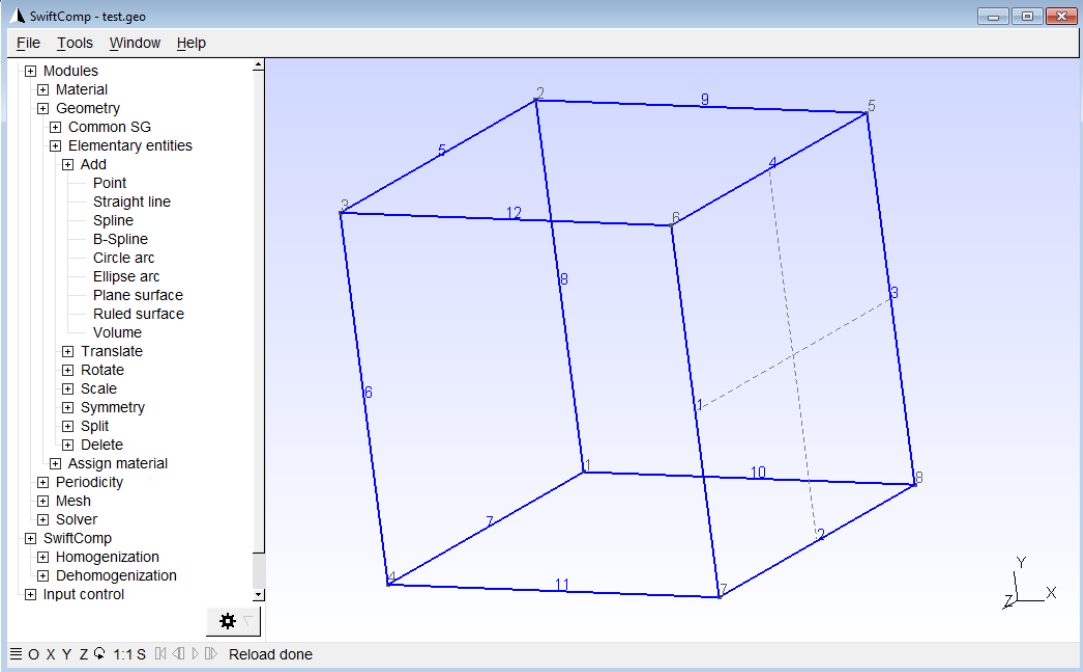 SwiftComp - test.geo
File Tools Window Help
Modules
Material
Geometry
Common SG
Elementary entities
Add
Point
Straight line
Spline
B-Spline
Circle arc
Ellipse arc
Plane surface
Ruled surface
Volume
Translate
Rotate
Scale
Symmetry
Split
Delete
Assign material
Periodicity
Mesh
Solver
SwiftComp
Homogenization
Dehomogenization
Input control
2 9 5
5 4
3 12 6
8 3
6 1
1 10 8
7 2
4 11 7
Y
Z X
O X Y Z 1:1 S Reload done